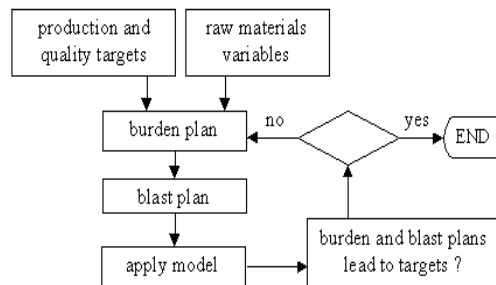 production and
quality targets
raw materials
variables
burden plan
no
yes
END
blast plan
apply model
burden and blast plans
lead to targets ?